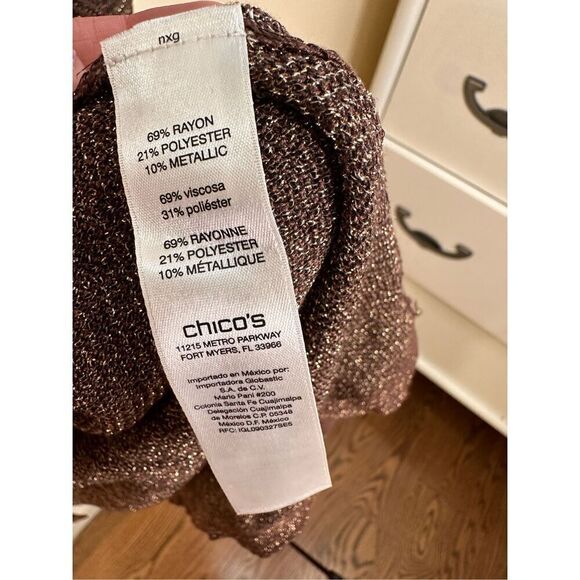 nxg
69% RAYON
21% POLYESTER
10% METALLIC
69% viscosa
31% poliéster
69% RAYONNE
21% POLYESTER
10% MÉTALLIQUE
chico's
11215 METRO PARKWAY
FORT MYERS, FL 33966
Importado en México por:
Importadora Globastic
S.A. de C.V.
Mario Pani #200
Colonia Santa Fe Cuajimalpa
Delegación Cuajimalpa
de Morelos C.P. 05348
México D.F. México
RFC: IGL090327SE5